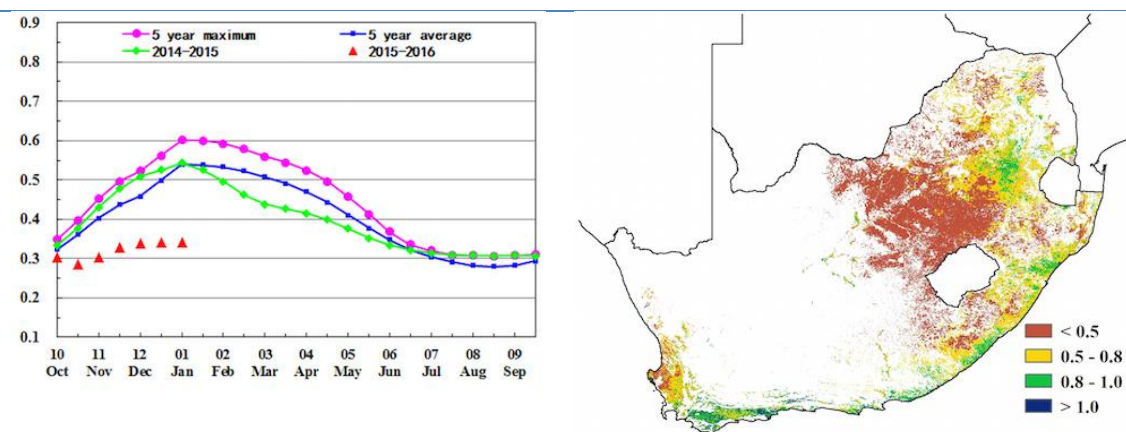 0.9
5 year maximum 5 year average
2014-2015 2015-2016
0.8
0.7
0.6
0.5
0.4
0.3
0.2
0.1
10 11 12 01 02 03 04 05 06 07 08 09
Oct Nov Dec Jan Feb Mar Apr May Jun Jul Aug Sep
< 0.5
0.5 - 0.8
0.8 - 1.0
> 1.0